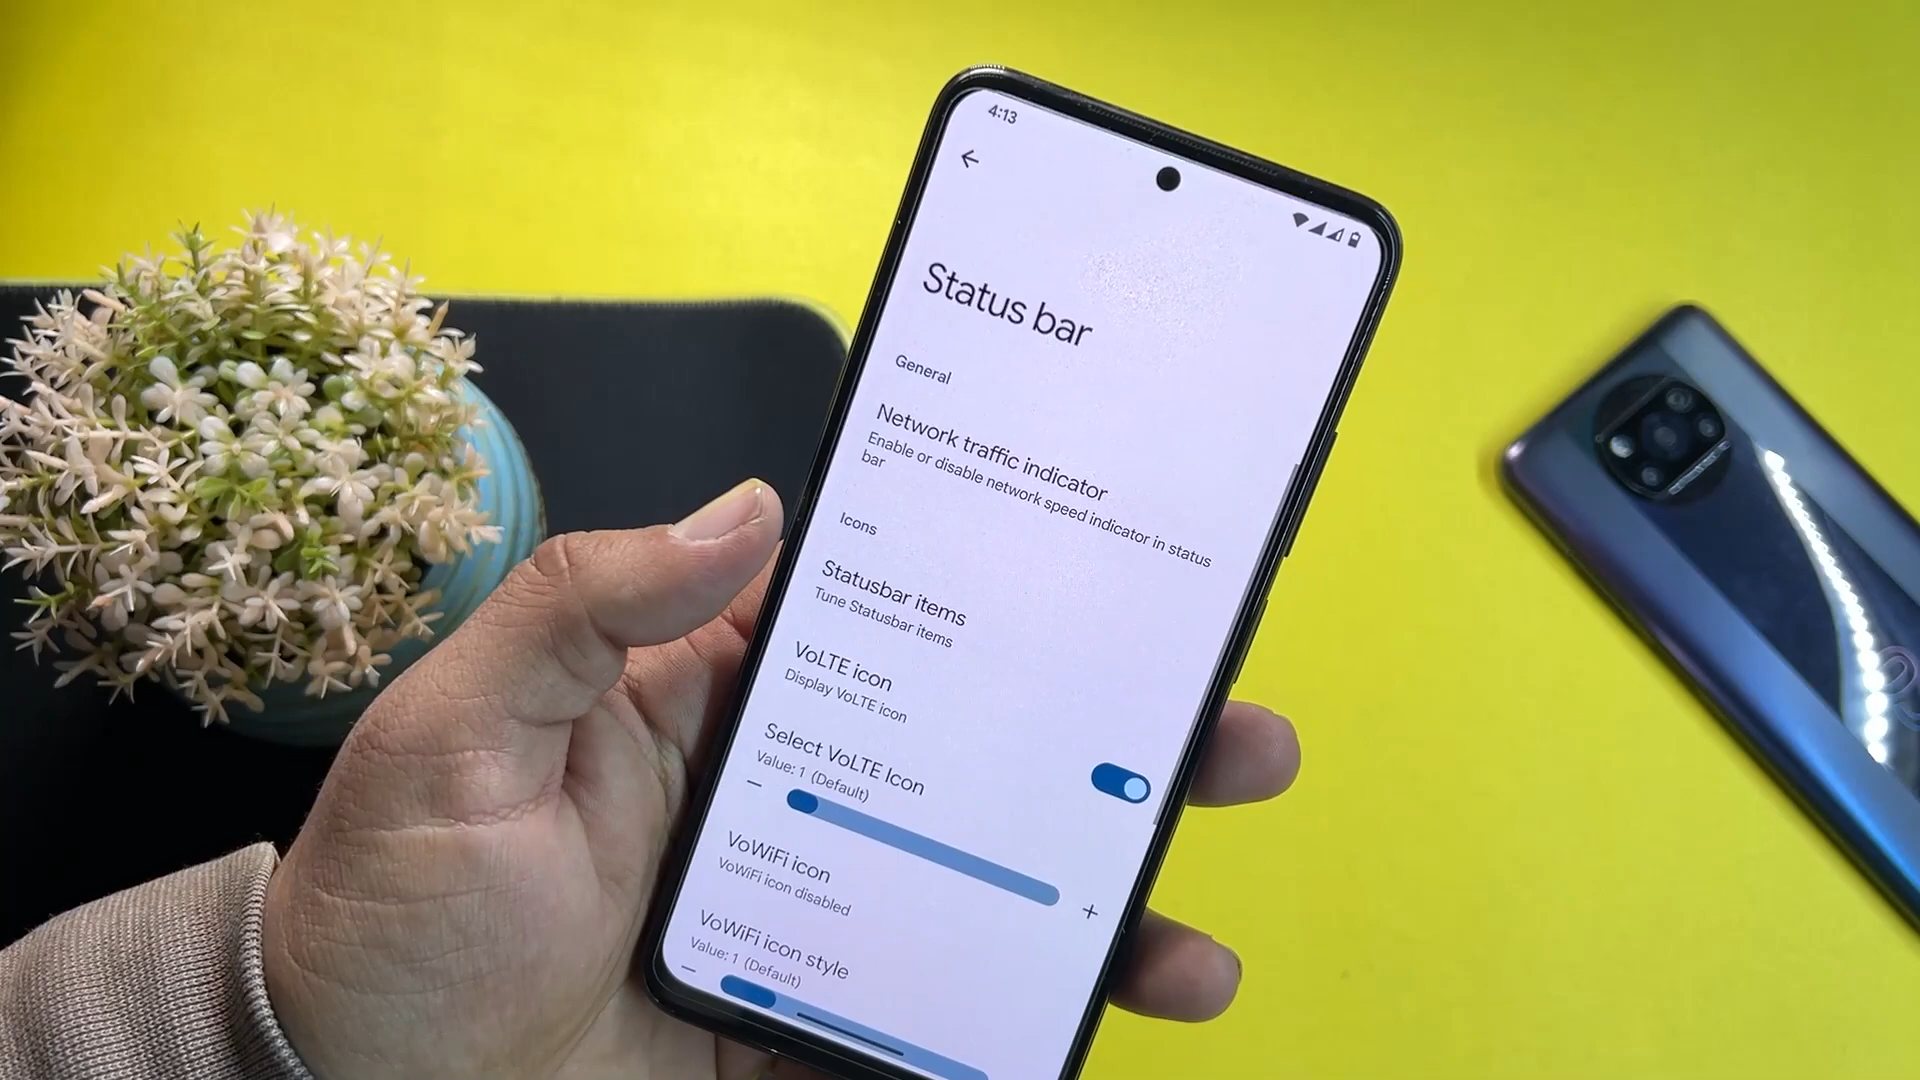 4:13
Status bar
General
Network traffic indicator
Enable or disable network speed indicator in status
bar
Icons
Statusbar items
Tune Statusbar items
VoLTE icon
Display VoLTE icon
Select VoLTE Icon
Value: 1 (Default)
VoWiFi icon
VoWiFi icon disabled
VoWiFi icon style
Value: 1 (Default)